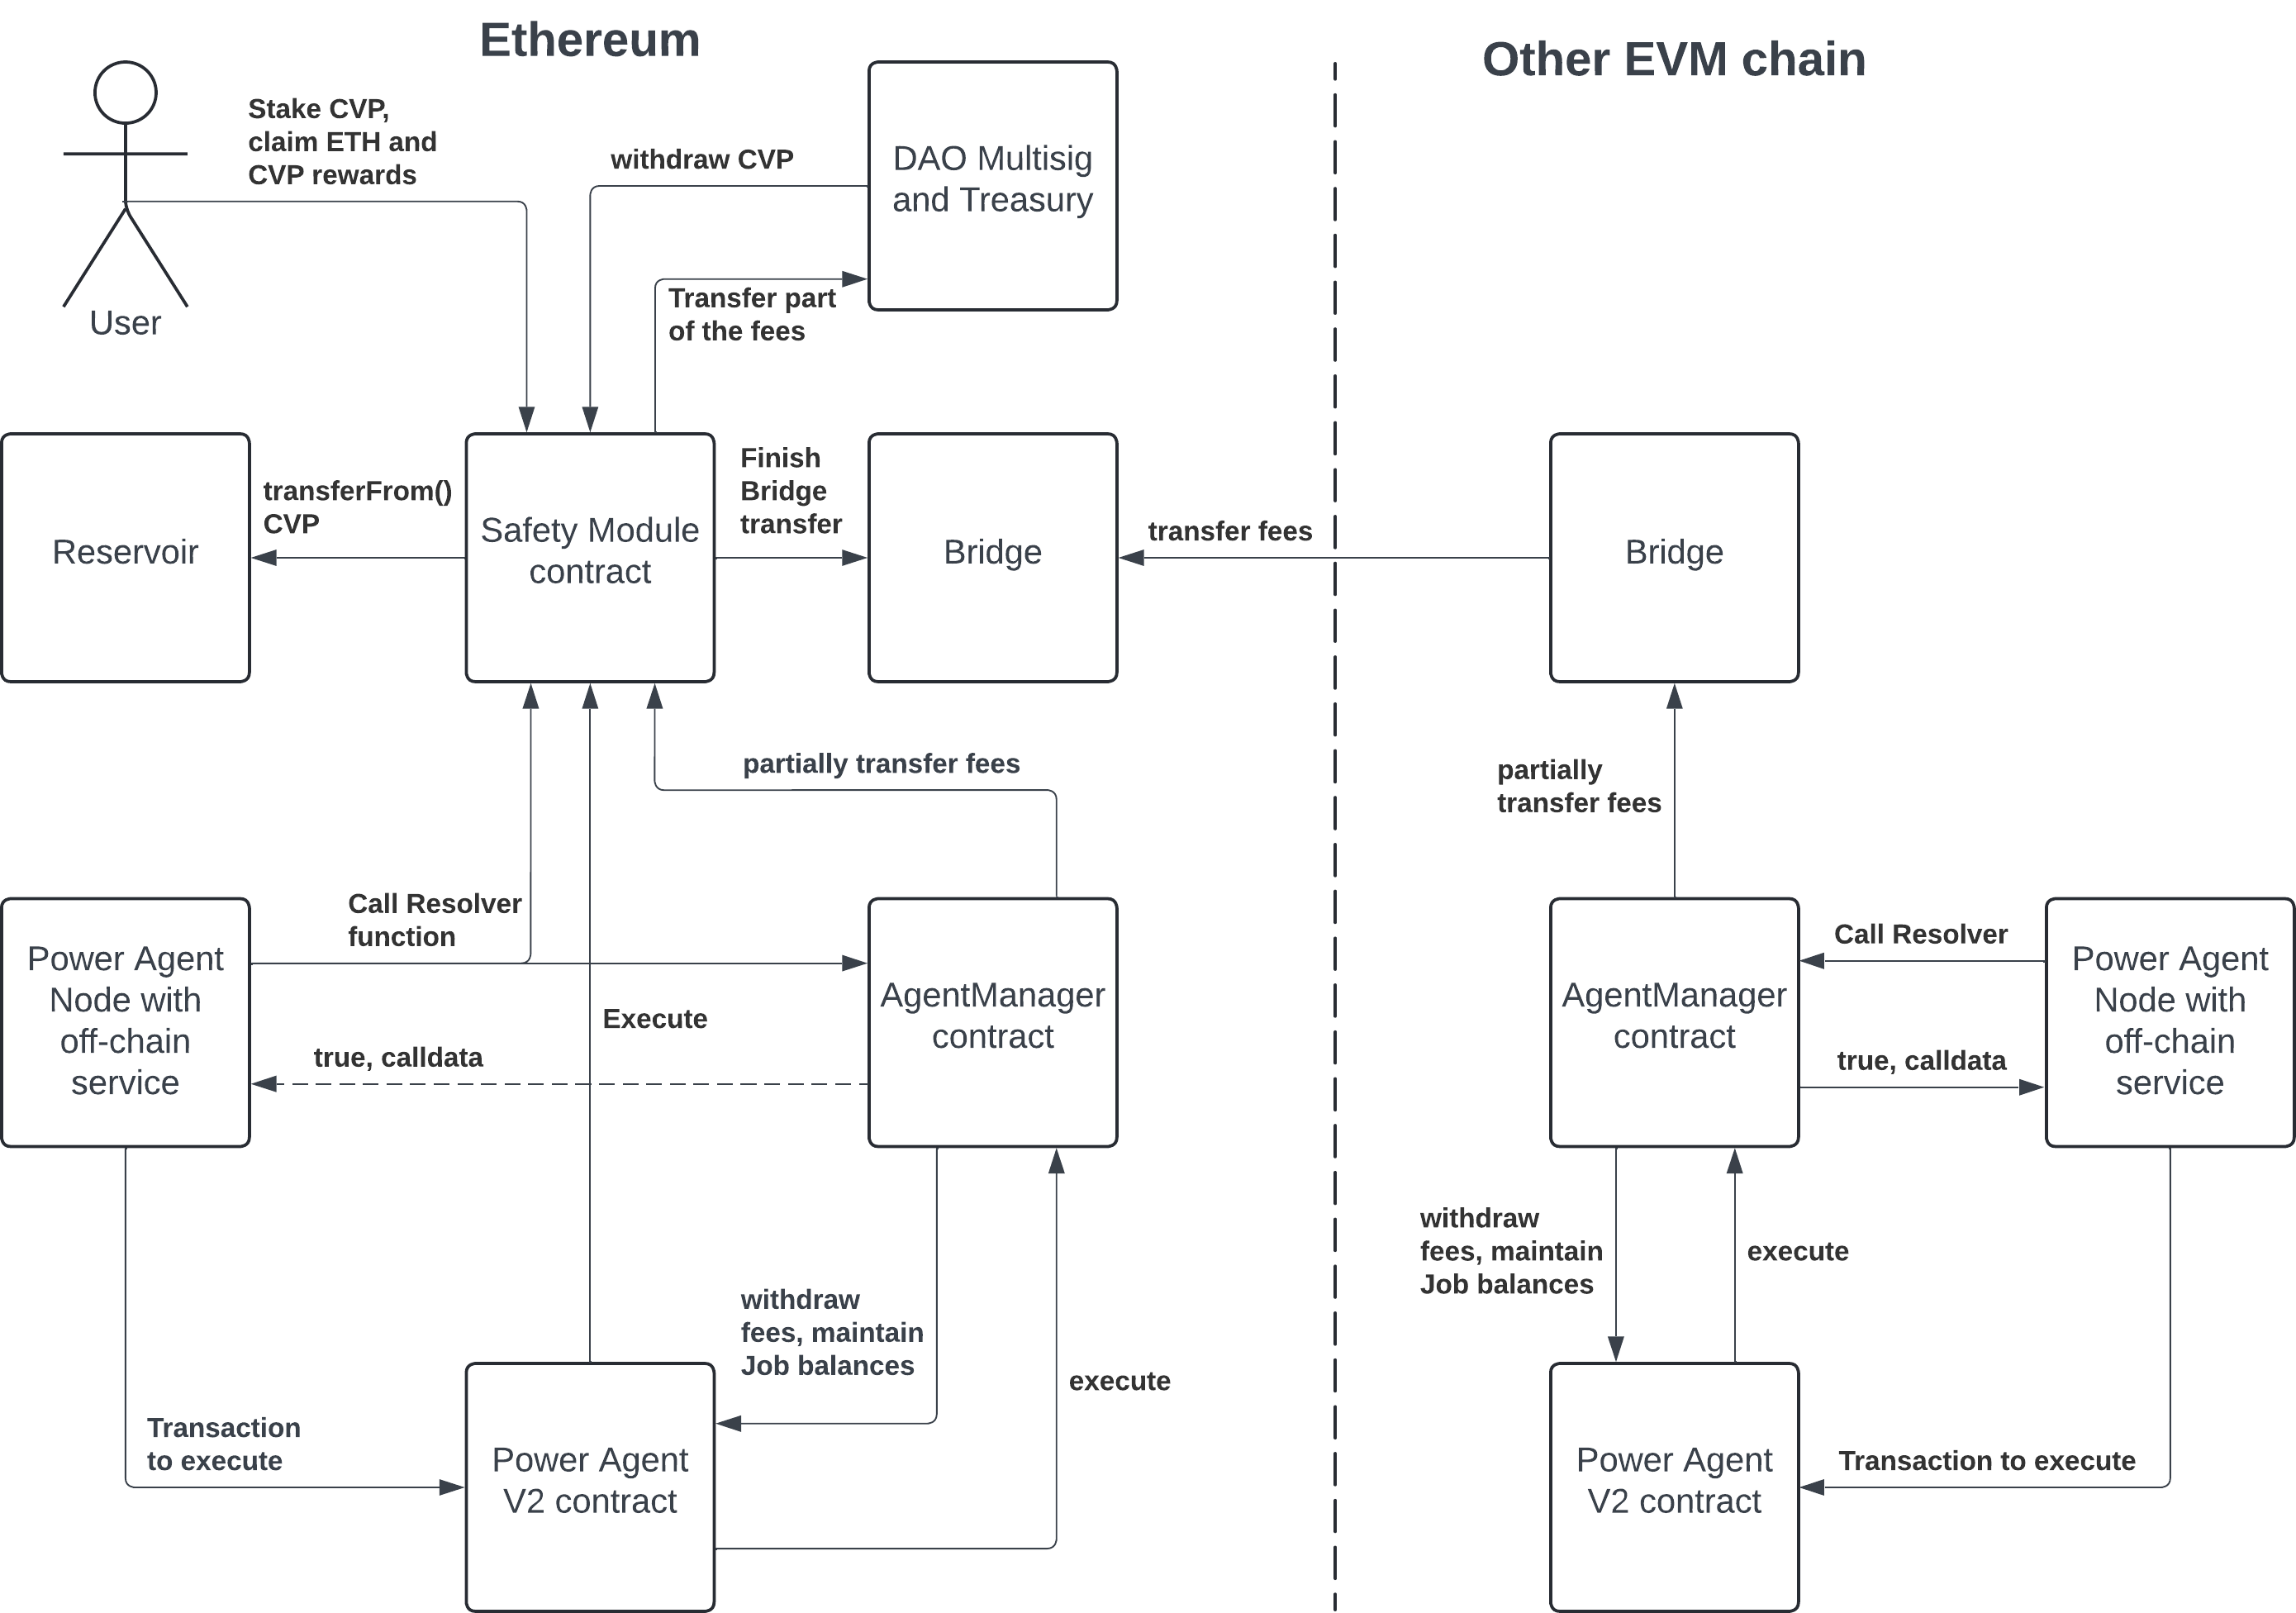 Ethereum
Other EVM chain
Stake CVP,
claim ETH and
CVP rewards
User
withdraw CVP
DAO Multisig
and Treasury
Transfer part
of the fees
Reservoir
transferFrom()
CVP
Safety Module
contract
Finish
Bridge
transfer
Bridge
transfer fees
Bridge
partially transfer fees
partially
transfer fees
Power Agent
Node with
off-chain
service
Call Resolver
function
true, calldata
Execute
AgentManager
contract
AgentManager
contract
Call Resolver
true, calldata
Power Agent
Node with
off-chain
service
withdraw
fees, maintain
Job balances
execute
withdraw
fees, maintain
Job balances
execute
Transaction
to execute
Power Agent
V2 contract
Power Agent
V2 contract
Transaction to execute